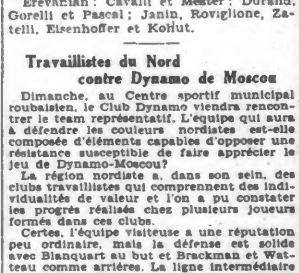 Erevanian: Cavalit et Mester; Durand,
Gorelli et Pascal; Janin, Roviglione, Za-
telli, Eisenhoffer et Kohut.
Travaillistes du Nord
contre Dynamo de Moscou
Dimanche, au Centre sportif municipal
roubaisien, le Club Dynamo viendra rencon-
trer le team représentatif. L'équipe qui aura
à défendre les couleurs nordistes est-elle
composée d'éléments capables d'opposer une
résistance susceptible de faire apprécier le
jeu de Dynamo-Moscou?
La région nordiste a, dans son sein, des
clubs travaillistes qui comprennent des indi-
vidualités de valeur et l'on a pu constater
les progrès réalisés chez plusieurs joueurs
formés dans ces clubs.
Certes, l'équipe visiteuse a une réputation
peu ordinaire, mais la défense est solide
avec Blanquart au but et Brackman et Wat-
teau comme arrières. La ligne intermédiaire